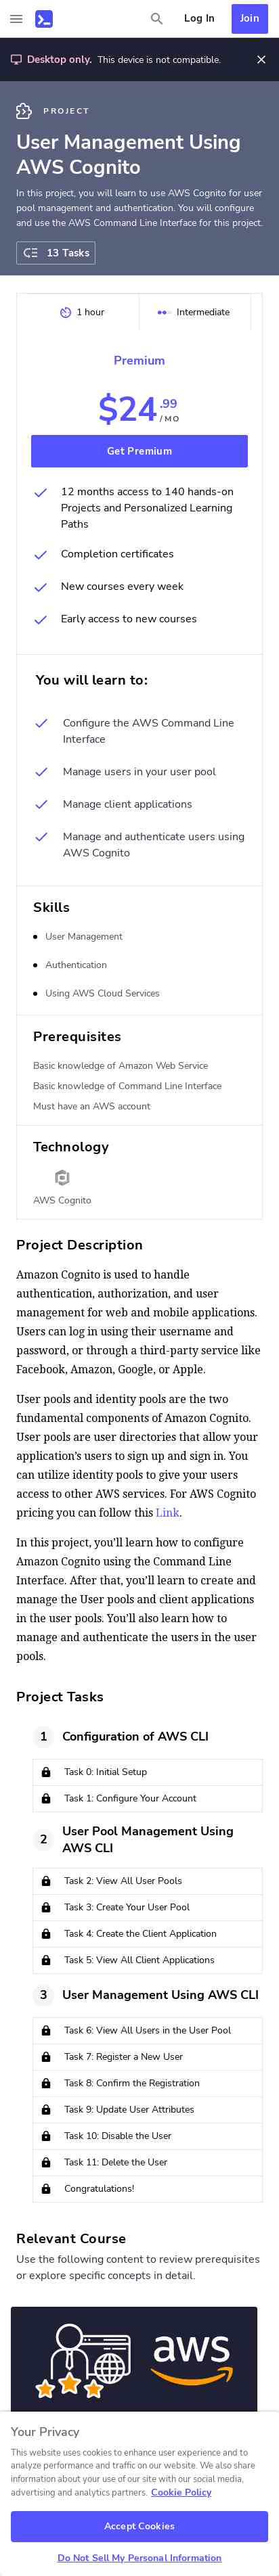 Log In
Join
Desktop only. This device is not compatible.
PROJECT
User Management Using
AWS Cognito
In this project, you will learn to use AWS Cognito for user
pool management and authentication. You will configure
and use the AWS Command Line Interface for this project.
13 Tasks
1 hour
Intermediate
Premium
$24.99
/ MO
Get Premium
12 months access to 140 hands-on
Projects and Personalized Learning
Paths
Completion certificates
New courses every week
Early access to new courses
You will learn to:
Configure the AWS Command Line
Interface
Manage users in your user pool
Manage client applications
Manage and authenticate users using
AWS Cognito
Skills
User Management
Authentication
Using AWS Cloud Services
Prerequisites
Basic knowledge of Amazon Web Service
Basic knowledge of Command Line Interface
Must have an AWS account
Technology
AWS Cognito
Project Description
Amazon Cognito is used to handle
authentication, authorization, and user
management for web and mobile applications.
Users can log in using their username and
password, or through a third-party service like
Facebook, Amazon, Google, or Apple.
User pools and identity pools are the two
fundamental components of Amazon Cognito.
User pools are user directories that allow your
application’s users to sign up and sign in. You
can utilize identity pools to give your users
access to other AWS services. For AWS Cognito
pricing you can follow this Link.
In this project, you’ll learn how to configure
Amazon Cognito using the Command Line
Interface. After that, you’ll learn to create and
manage the User pools and client applications
in the user pools. You’ll also learn how to
manage and authenticate the users in the user
pools.
Project Tasks
1 Configuration of AWS CLI
Task 0: Initial Setup
Task 1: Configure Your Account
2 User Pool Management Using
AWS CLI
Task 2: View All User Pools
Task 3: Create Your User Pool
Task 4: Create the Client Application
Task 5: View All Client Applications
3 User Management Using AWS CLI
Task 6: View All Users in the User Pool
Task 7: Register a New User
Task 8: Confirm the Registration
Task 9: Update User Attributes
Task 10: Disable the User
Task 11: Delete the User
Congratulations!
Relevant Course
Use the following content to review prerequisites
or explore specific concepts in detail.
aws
Your Privacy
This website uses cookies to enhance user experience and to
analyze performance and traffic on our website. We also share
information about your use of our site with our social media,
advertising and analytics partners. Cookie Policy
Accept Cookies
Do Not Sell My Personal Information